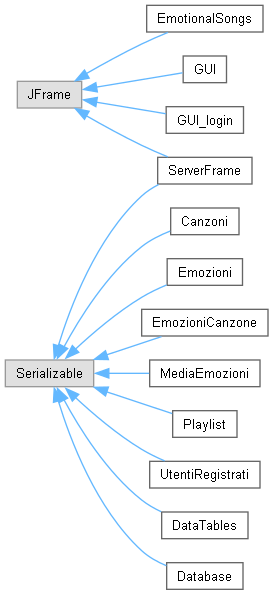 EmotionalSongs
GUI
JFrame
GUI_login
ServerFrame
Canzoni
Emozioni
EmozioniCanzone
Serializable
MediaEmozioni
Playlist
UtentiRegistrati
DataTables
Database